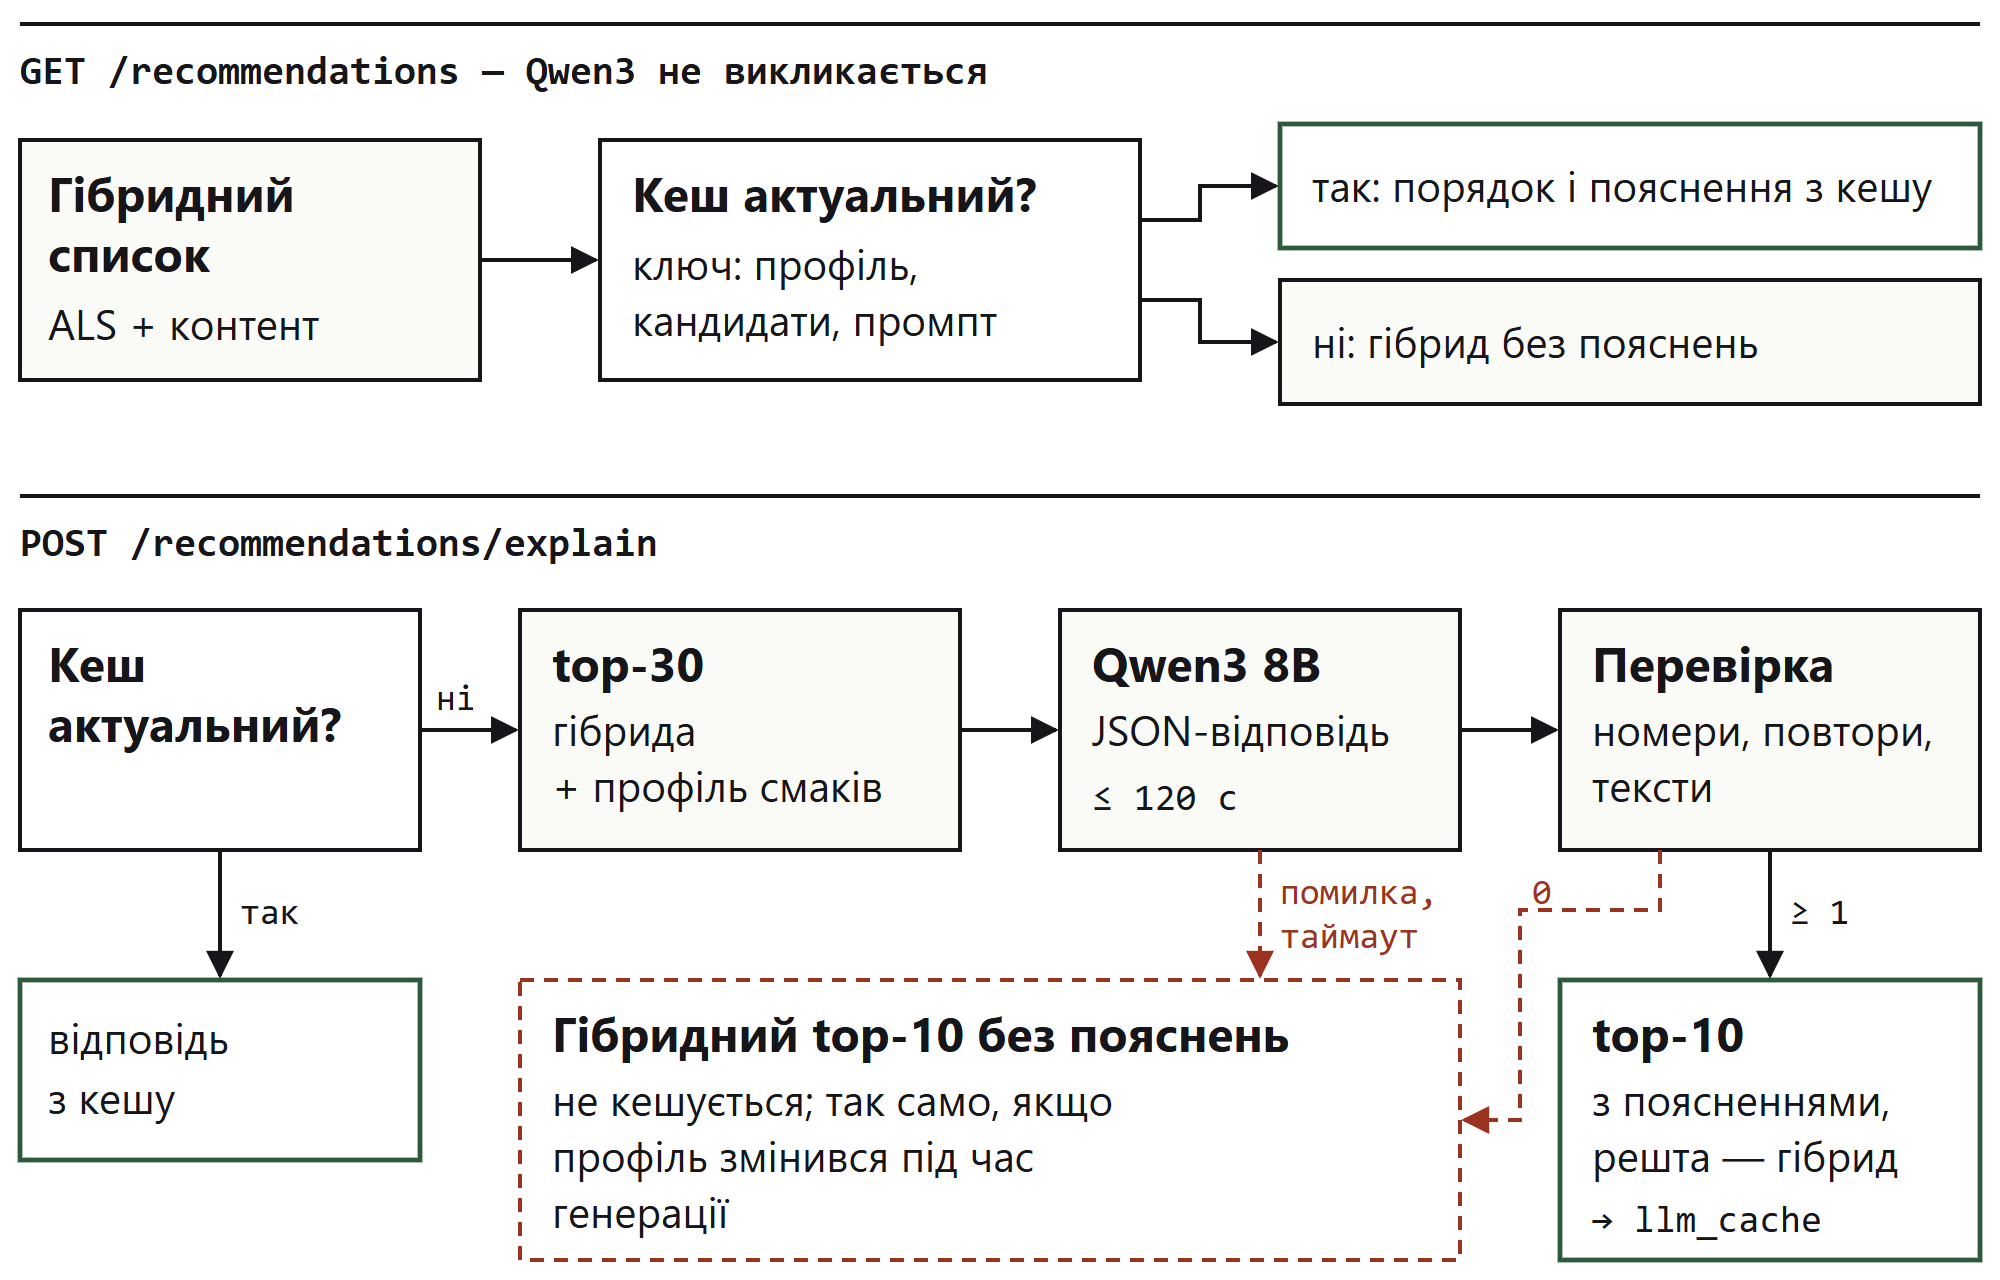 GET /recommendations — Qwen3 не викликається
Гібридний
список
ALS + контент
Кеш актуальний?
ключ: профіль,
кандидати, промпт
так: порядок і пояснення з кешу
ні: гібрид без пояснень
POST /recommendations/explain
Кеш
актуальний?
ні
top-30
гібрида
+ профіль смаків
Qwen3 8B
JSON-відповідь
≤ 120 с
Перевірка
номери, повтори,
тексти
так
помилка,
таймаут
0
≥ 1
відповідь
з кешу
Гібридний top-10 без пояснень
не кешується; так само, якщо
профіль змінився під час
генерації
top-10
з поясненнями,
решта — гібрид
→ llm_cache